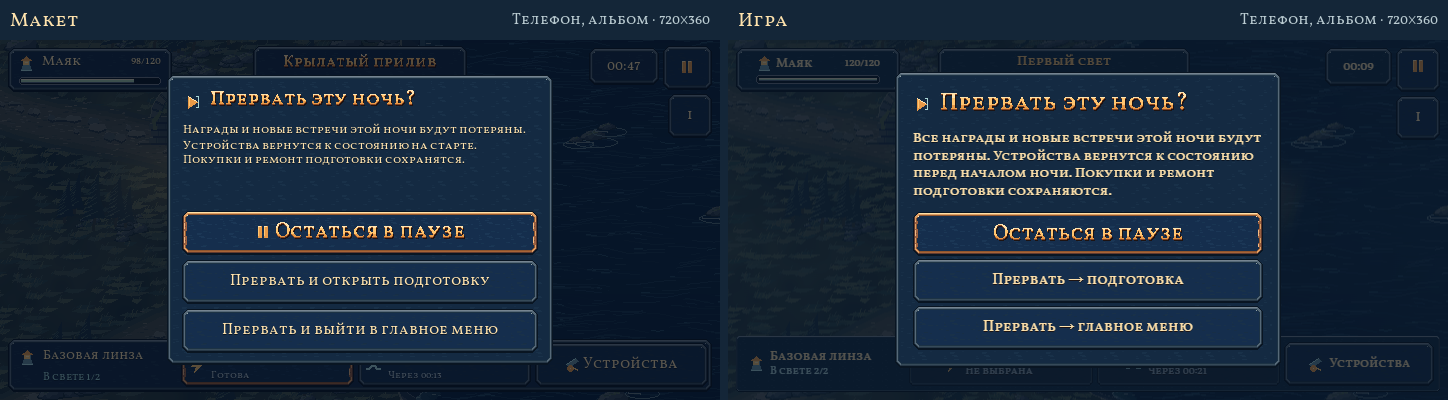 Макет
Телефон, альбом · 720×360
Маяк 98/120
Крылатый прилив
00:47
I
Прервать эту ночь?
Награды и новые встречи этой ночи будут потеряны.
Устройства вернутся к состоянию на старте.
Покупки и ремонт подготовки сохранятся.
Остаться в паузе
Прервать и открыть подготовку
Прервать и выйти в главное меню
Базовая линза
В свете 1/2
Готова
Через 00:13
Устройства
Игра
Телефон, альбом · 720×360
Маяк 120/120
Первый свет
00:09
I
Прервать эту ночь?
Все награды и новые встречи этой ночи будут
потеряны. Устройства вернутся к состоянию
перед началом ночи. Покупки и ремонт
подготовки сохраняются.
Остаться в паузе
Прервать → подготовка
Прервать → главное меню
Базовая линза
В свете 2/2
Не выбрана
Через 00:21
Устройства